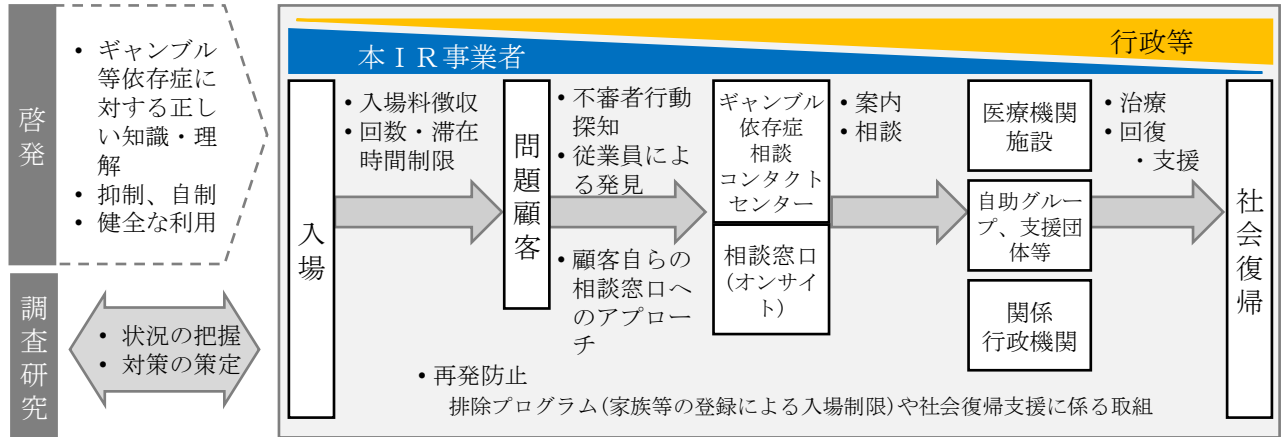 啓発
• ギャンブル
等依存症に
対する正し
い知識・理
解
• 抑制、自制
• 健全な利用
調査研究
• 状況の把握
• 対策の策定
行政等
本ＩＲ事業者
入場
• 入場料徴収
• 回数・滞在
時間制限
問題顧客
• 不審者行動
探知
• 従業員によ
る発見
• 顧客自らの
相談窓口へ
のアプロー
チ
ギャンブル
依存症
相談
コンタクト
センター
相談窓口
(オンサイ
ト)
• 案内
• 相談
医療機関
施設
自助グルー
プ、支援団
体等
関係
行政機関
• 治療
• 回復
・支援
社会復帰
• 再発防止
排除プログラム(家族等の登録による入場制限)や社会復帰支援に係る取組